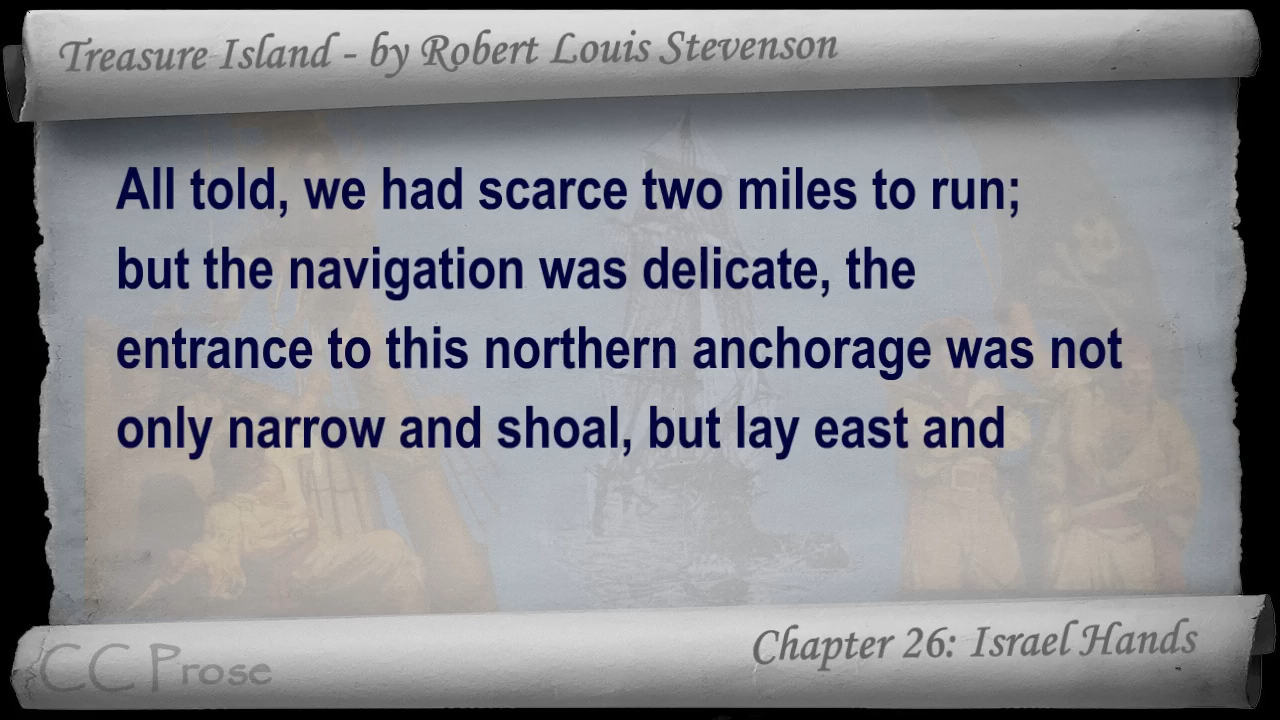 Treasure Island - by Robert Louis Stevenson
All told, we had scarce two miles to run;
but the navigation was delicate, the
entrance to this northern anchorage was not
only narrow and shoal, but lay east and
Chapter 26: Israel Hands
CC Prose